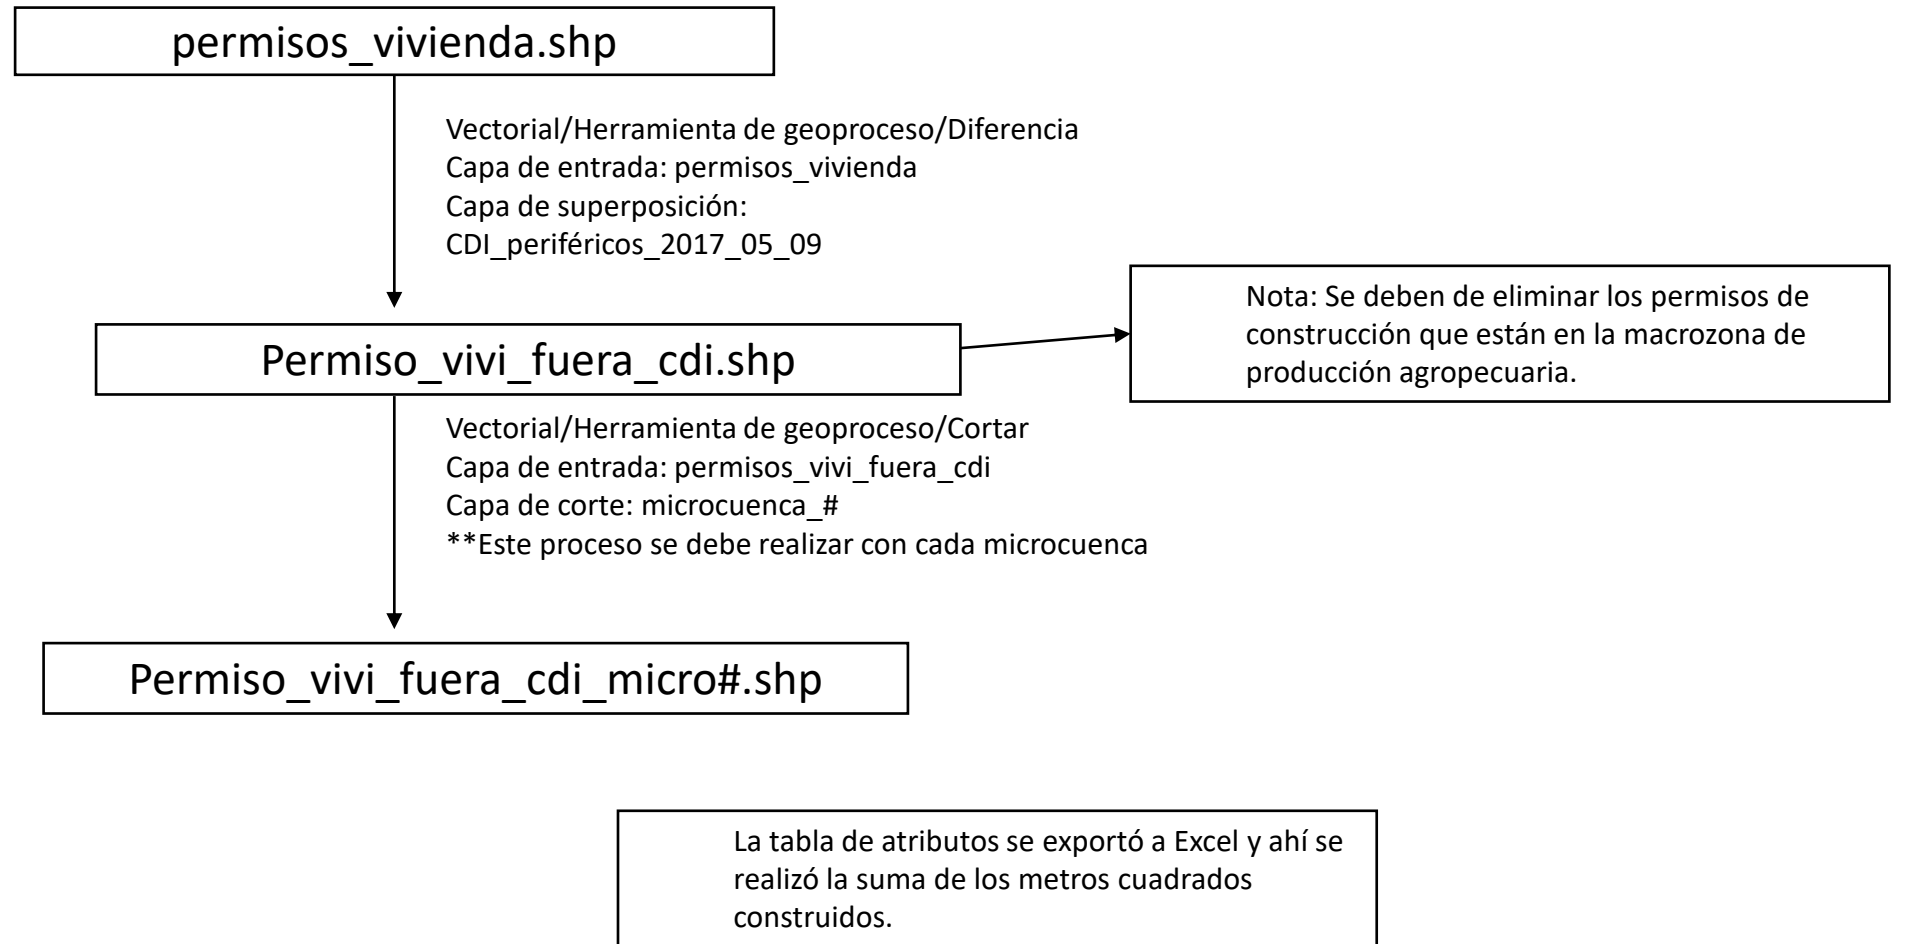 permisos_vivienda.shp
Vectorial/Herramienta de geoproceso/Diferencia
Capa de entrada: permisos_vivienda
Capa de superposición:
CDI_periféricos_2017_05_09
Permiso_vivi_fuera_cdi.shp
Nota: Se deben de eliminar los permisos de
construcción que están en la macrozona de
producción agropecuaria.
Vectorial/Herramienta de geoproceso/Cortar
Capa de entrada: permisos_vivi_fuera_cdi
Capa de corte: microcuenca_#
**Este proceso se debe realizar con cada microcuenca
Permiso_vivi_fuera_cdi_micro#.shp
La tabla de atributos se exportó a Excel y ahí se
realizó la suma de los metros cuadrados
construidos.